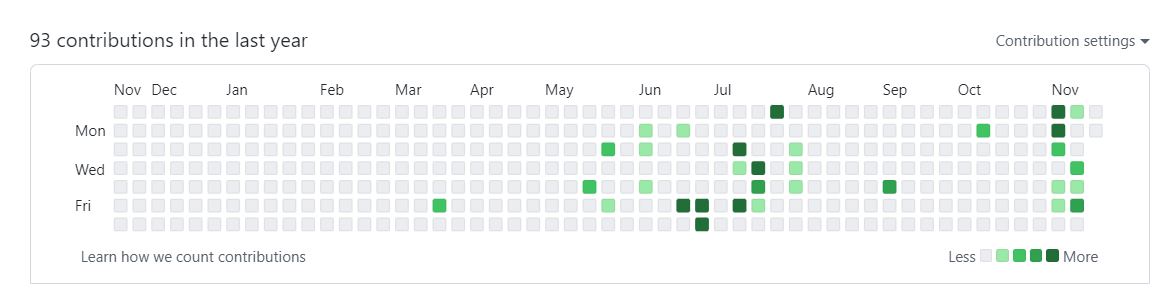 93 contributions in the last year
Contribution settings
Nov Dec Jan Feb Mar Apr May Jun Jul Aug Sep Oct Nov
Mon
Wed
Fri
Learn how we count contributions
Less More